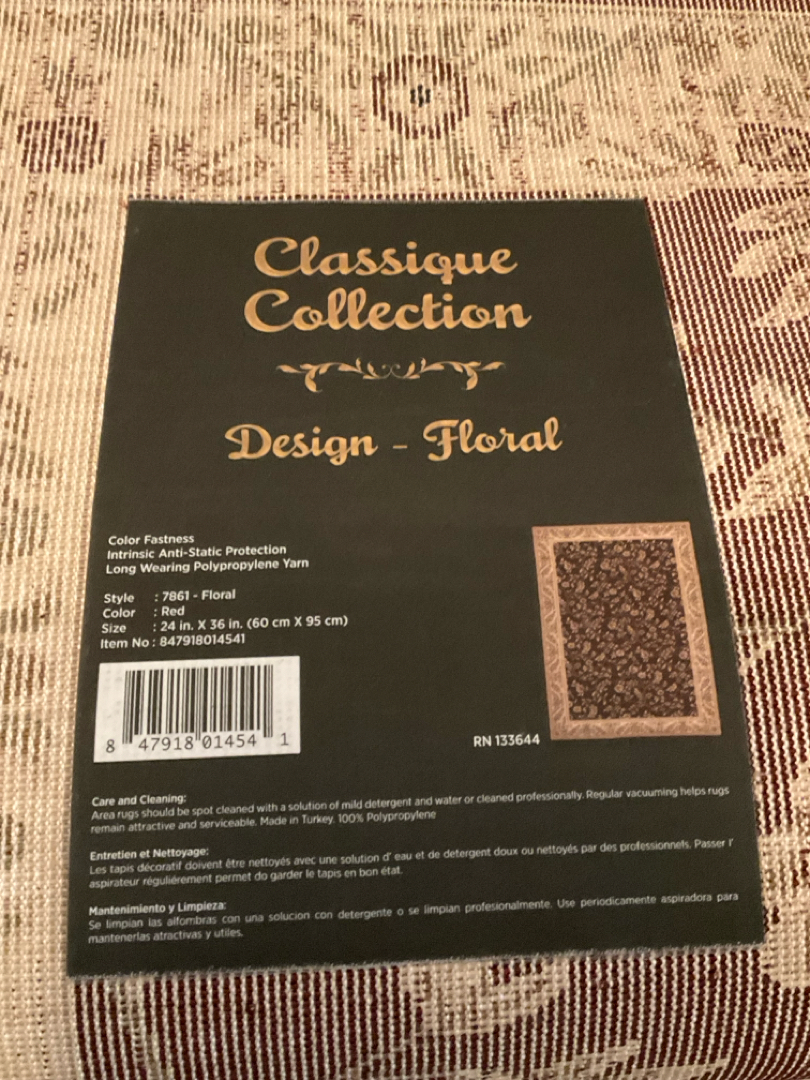 Classique
Collection
Design - Floral
Color Fastness
Intrinsic Anti-Static Protection
Long Wearing Polypropylene Yarn
Style : 7861 - Floral
Color : Red
Size : 24 in. X 36 in. (60 cm X 95 cm)
Item No : 847918014541
8 47918 01454 1
RN 133644
Care and Cleaning:
Area rugs should be spot cleaned with a solution of mild detergent and water or cleaned professionally. Regular vacuuming helps rugs
remain attractive and serviceable. Made in Turkey. 100% Polypropylene
Entretien et Nettoyage:
Les tapis décoratif doivent être nettoyés avec une solution d' eau et de detergent doux ou nettoyés par des professionnels. Passer l'
aspirateur réguliérement permet do garder le tapis en bon état.
Mantenimiento y Limpieza:
Se limpian las alfombras con una solucion con detergente o se limpian profesionalmente. Use periodicamente aspiradora para
mantenerlas atractivas y utiles.